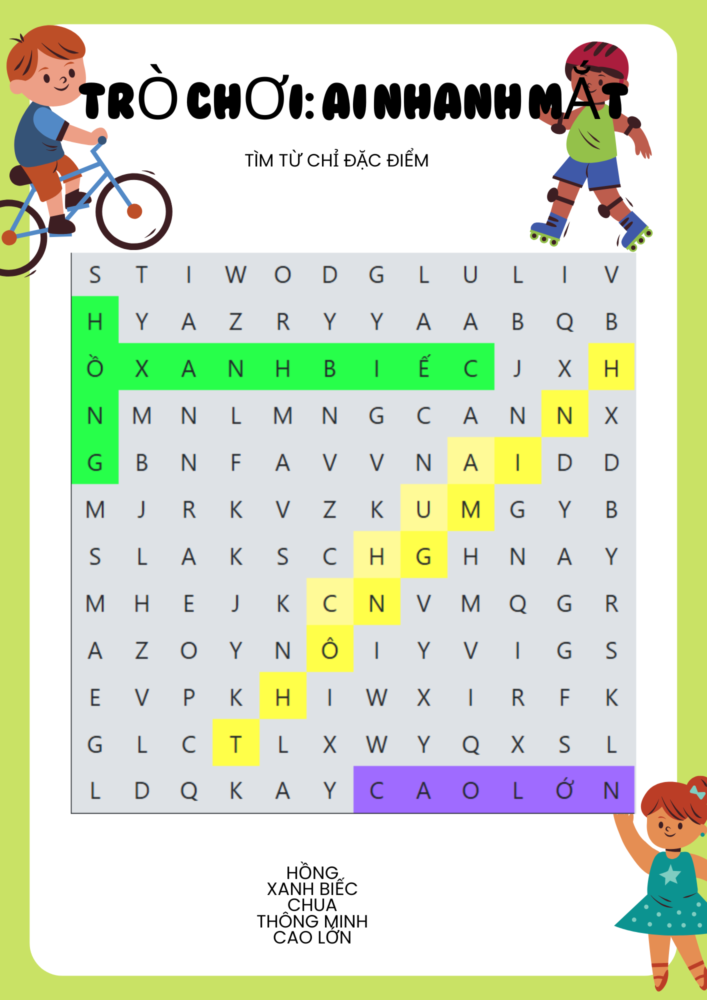 TRÒ CHƠI: AI NHANH MẮT
TÌM TỪ CHỈ ĐẶC ĐIỂM
S T I W O D G L U L I V
H Y A Z R Y Y A A B Q B
Ồ X A N H B I Ế C J X H
N M N L M N G C A N N X
G B N F A V V N A I D D
M J R K V Z K U M G Y B
S L A K S C H G H N A Y
M H E J K C N V M Q G R
A Z O Y N Ô I Y V I G S
E V P K H I W X I R F K
G L C T L X W Y Q X S L
L D Q K A Y C A O L Ớ N
HỒNG
XANH BIẾC
CHUA
THÔNG MINH
CAO LỚN